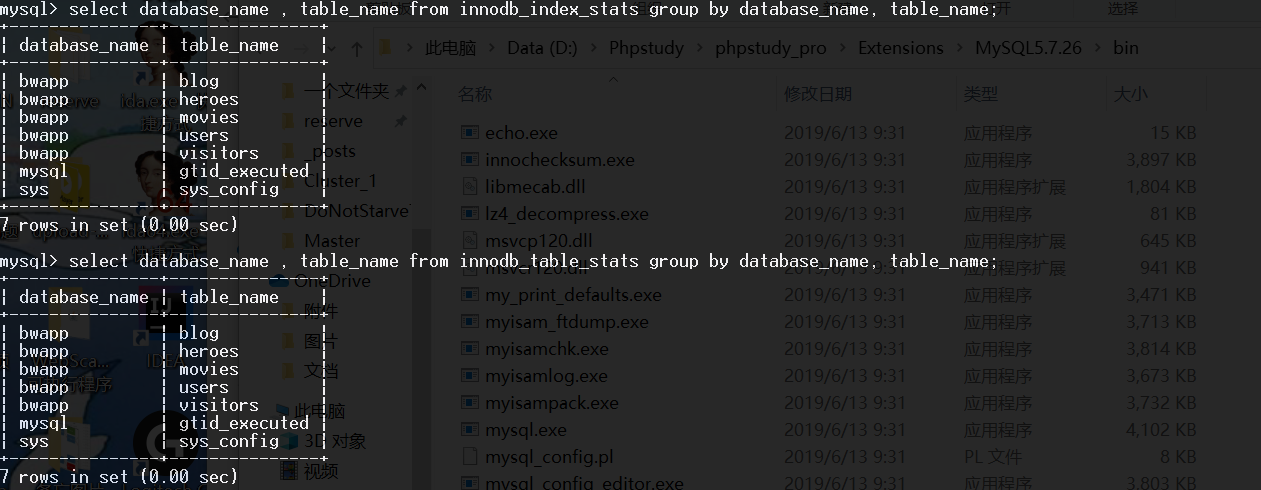 mysql> select database_name , table_name from innodb_index_stats group by database_name, table_name;
| database_name | table_name |
| bwapp | blog |
| bwapp | heroes |
| bwapp | movies |
| bwapp | users |
| bwapp | visitors |
| mysql | gtid_executed |
| sys | sys_config |
7 rows in set (0.00 sec)
mysql> select database_name , table_name from innodb_table_stats group by database_name, table_name;
| database_name | table_name |
| bwapp | blog |
| bwapp | heroes |
| bwapp | movies |
| bwapp | users |
| bwapp | visitors |
| mysql | gtid_executed |
| sys | sys_config |
7 rows in set (0.00 sec)
选择
此电脑 > Data (D:) > Phpstudy > phpstudy_pro > Extensions > MySQL5.7.26 > bin
一个文件夹
reserve
_posts
Cluster_1
DoNotStarve
Master
OneDrive
附件
图片
文档
此电脑
3D 对象
视频
IDEA
名称 修改日期 类型 大小
echo.exe 2019/6/13 9:31 应用程序 15 KB
innochecksum.exe 2019/6/13 9:31 应用程序 3,897 KB
libmecab.dll 2019/6/13 9:31 应用程序扩展 1,804 KB
lz4_decompress.exe 2019/6/13 9:31 应用程序 81 KB
msvcp120.dll 2019/6/13 9:31 应用程序扩展 645 KB
msvcr120.dll 2019/6/13 9:31 应用程序扩展 941 KB
my_print_defaults.exe 2019/6/13 9:31 应用程序 3,471 KB
myisam_ftdump.exe 2019/6/13 9:31 应用程序 3,713 KB
myisamchk.exe 2019/6/13 9:31 应用程序 3,814 KB
myisamlog.exe 2019/6/13 9:31 应用程序 3,673 KB
myisampack.exe 2019/6/13 9:31 应用程序 3,732 KB
mysql.exe 2019/6/13 9:31 应用程序 4,102 KB
mysql_config.pl 2019/6/13 9:31 PL 文件 8 KB
mysql_config_editor.exe 2019/6/13 9:31 应用程序 3,803 KB